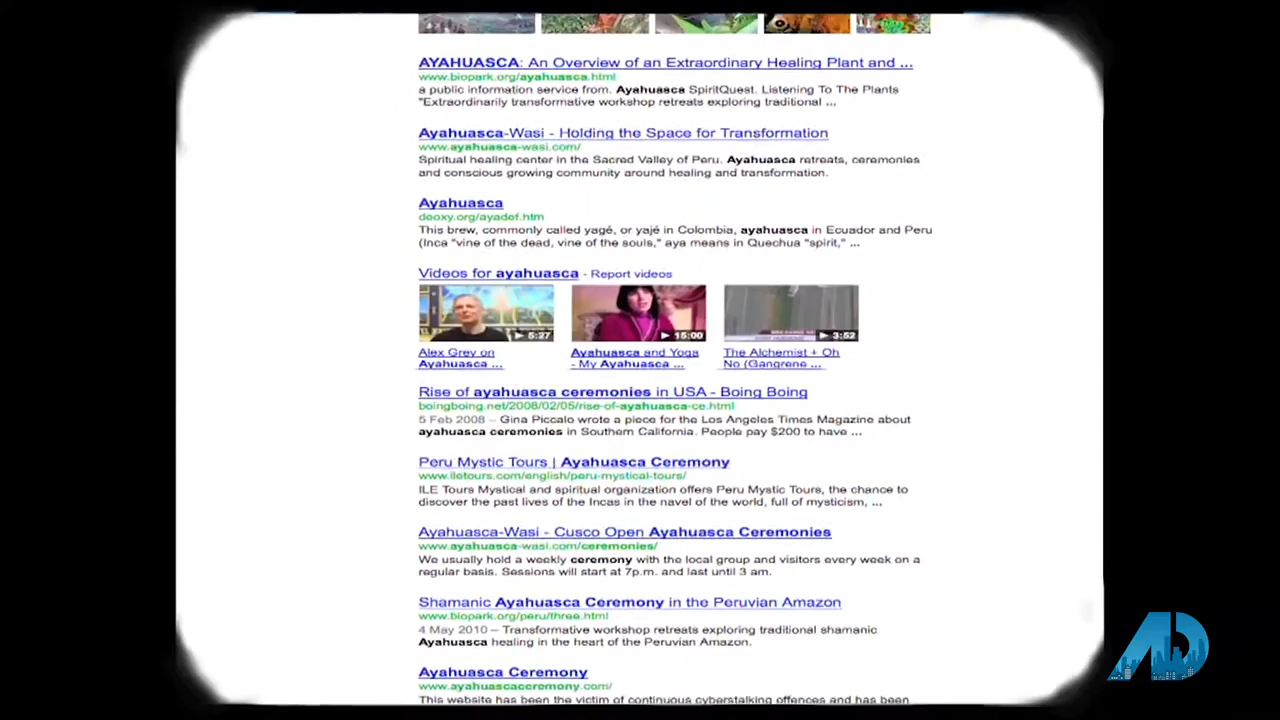 AYAHUASCA: An Overview of an Extraordinary Healing Plant and ...
www.biopark.org/ayahuasca.html
a public information service from. Ayahuasca SpiritQuest. Listening To The Plants
"Extraordinarily transformative workshop retreats exploring traditional ...
Ayahuasca-Wasi - Holding the Space for Transformation
www.ayahuasca-wasi.com/
Spiritual healing center in the Sacred Valley of Peru. Ayahuasca retreats, ceremonies
and conscious growing community around healing and transformation.
Ayahuasca
deoxy.org/ayadef.htm
This brew, commonly called yagé, or yajé in Colombia, ayahuasca in Ecuador and Peru
(Inca "vine of the dead, vine of the souls," aya means in Quechua "spirit," ...
Videos for ayahuasca - Report videos
5:27 15:00 3:52
Alex Grey on Ayahuasca and Yoga The Alchemist + Oh
Ayahuasca ... - My Ayahuasca ... No (Gangrene ...
Rise of ayahuasca ceremonies in USA - Boing Boing
boingboing.net/2008/02/05/rise-of-ayahuasca-ce.html
5 Feb 2008 – Gina Piccalo wrote a piece for the Los Angeles Times Magazine about
ayahuasca ceremonies in Southern California. People pay $200 to have ...
Peru Mystic Tours | Ayahuasca Ceremony
www.iletours.com/english/peru-mystical-tours/
ILE Tours Mystical and spiritual organization offers Peru Mystic Tours, the chance to
discover the past lives of the Incas in the navel of the world, full of mysticism, ...
Ayahuasca-Wasi - Cusco Open Ayahuasca Ceremonies
www.ayahuasca-wasi.com/ceremonies/
We usually hold a weekly ceremony with the local group and visitors every week on a
regular basis. Sessions will start at 7p.m. and last until 3 am.
Shamanic Ayahuasca Ceremony in the Peruvian Amazon
www.biopark.org/peru/three.html
4 May 2010 – Transformative workshop retreats exploring traditional shamanic
Ayahuasca healing in the heart of the Peruvian Amazon.
Ayahuasca Ceremony
www.ayahuascaceremony.com/
This website has been the victim of continuous cyberstalking offences and has been
AD